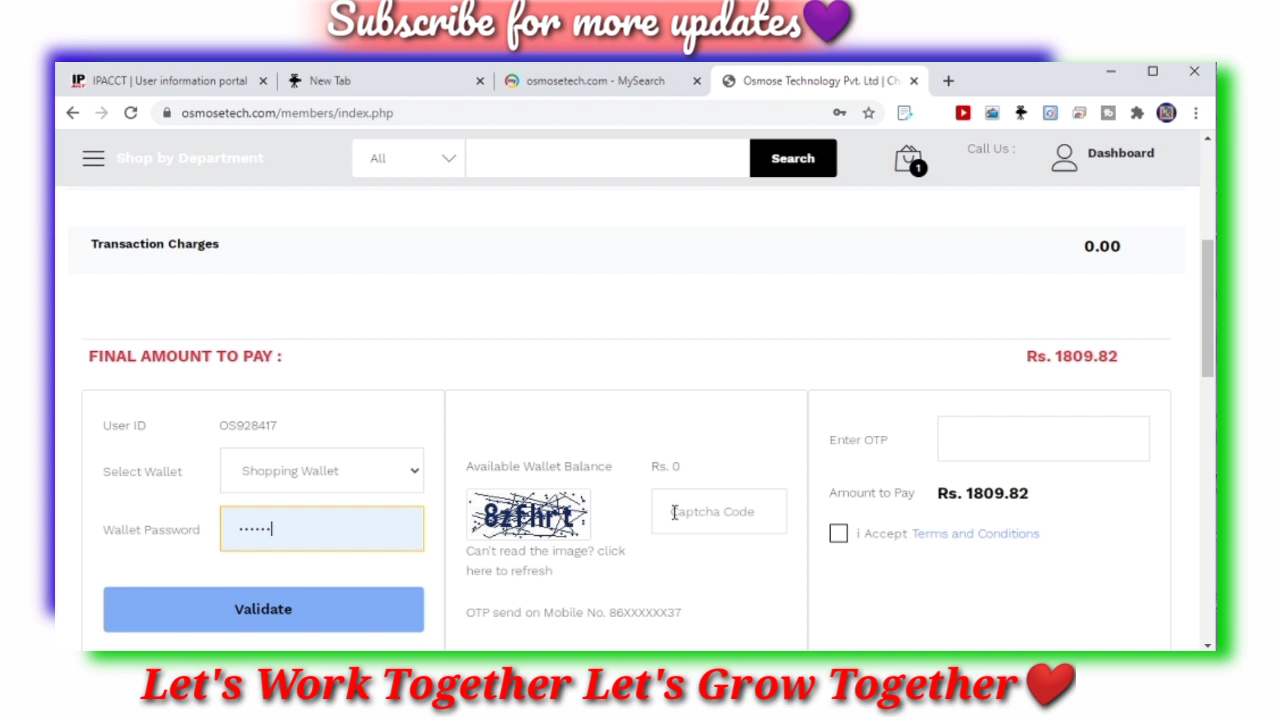 Subscribe for more updates💜
IPACCT | User information portal
New Tab
osmosetech.com - MySearch
Osmose Technology Pvt. Ltd | Ch
osmosetech.com/members/index.php
Shop by Department
All
Search
1
Call Us :
Dashboard
Transaction Charges
0.00
FINAL AMOUNT TO PAY :
Rs. 1809.82
User ID
OS928417
Select Wallet
Shopping Wallet
Wallet Password
······
Validate
Available Wallet Balance
Rs. 0
8zfhrt
Captcha Code
Can't read the image? click
here to refresh
OTP send on Mobile No. 86XXXXXX37
Enter OTP
Amount to Pay
Rs. 1809.82
i Accept Terms and Conditions
Let's Work Together Let's Grow Together❤️